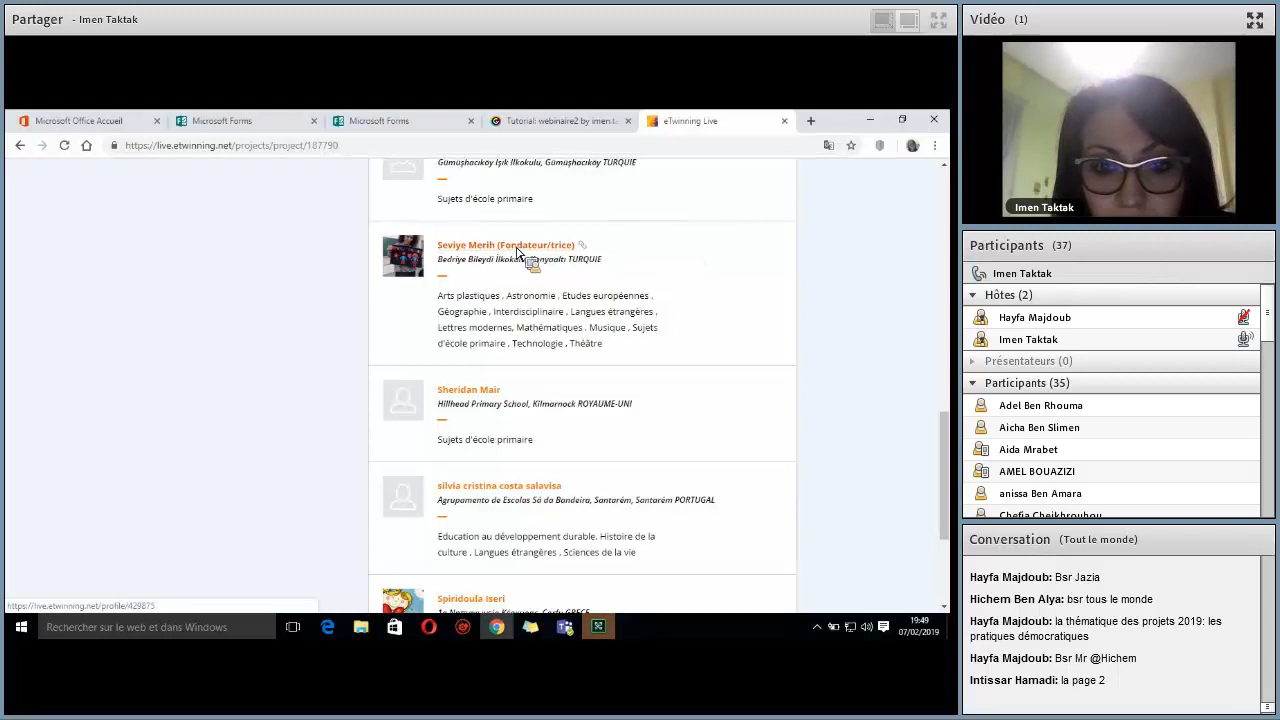 Partager - Imen Taktak
Microsoft Office Accueil
Microsoft Forms
Microsoft Forms
Tutorial: webinaire2 by imen.ta
eTwinning Live
https://live.etwinning.net/projects/project/187790
Gümüşhacıköy Işık İlkokulu, Gümüşhacıköy TURQUIE
Sujets d'école primaire
Seviye Merih (Fondateur/trice)
Bedriye Bileydi İlkokulu, Konyaaltı TURQUIE
Arts plastiques , Astronomie , Etudes européennes ,
Géographie , Interdisciplinaire , Langues étrangères ,
Lettres modernes, Mathématiques , Musique , Sujets
d'école primaire , Technologie , Théâtre
Sheridan Mair
Hillhead Primary School, Kilmarnock ROYAUME-UNI
Sujets d'école primaire
silvia cristina costa salavisa
Agrupamento de Escolas Sá da Bandeira, Santarém, Santarém PORTUGAL
Education au développement durable, Histoire de la
culture , Langues étrangères , Sciences de la vie
Spiridoula Iseri
https://live.etwinning.net/profile/429875
Rechercher sur le web et dans Windows
19:49
07/02/2019
Vidéo (1)
Imen Taktak
Participants (37)
Imen Taktak
Hôtes (2)
Hayfa Majdoub
Imen Taktak
Présentateurs (0)
Participants (35)
Adel Ben Rhouma
Aicha Ben Slimen
Aida Mrabet
AMEL BOUAZIZI
anissa Ben Amara
Chefia Cheikhrouhou
Conversation (Tout le monde)
Hayfa Majdoub: Bsr Jazia
Hichem Ben Alya: bsr tous le monde
Hayfa Majdoub: la thématique des projets 2019: les
pratiques démocratiques
Hayfa Majdoub: Bsr Mr @Hichem
Intissar Hamadi: la page 2